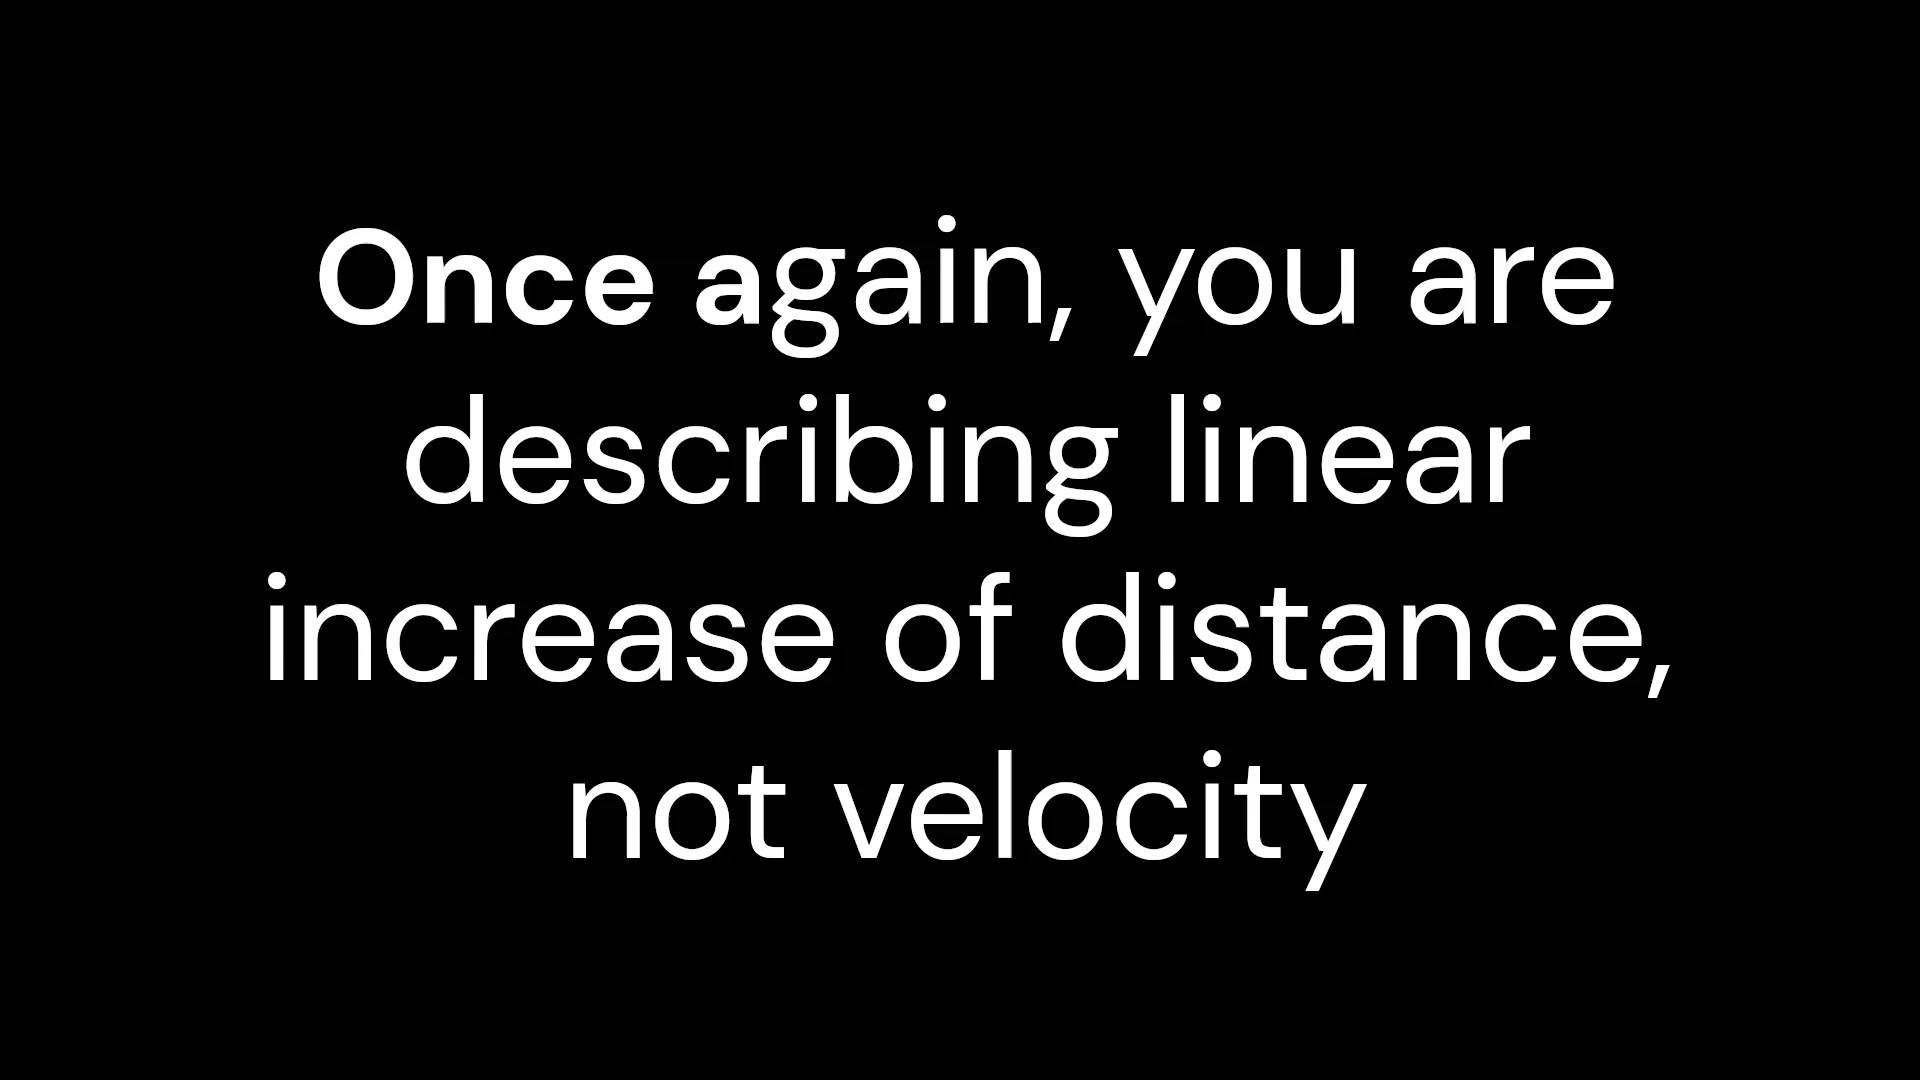 Once again, you are
describing linear
increase of distance,
not velocity